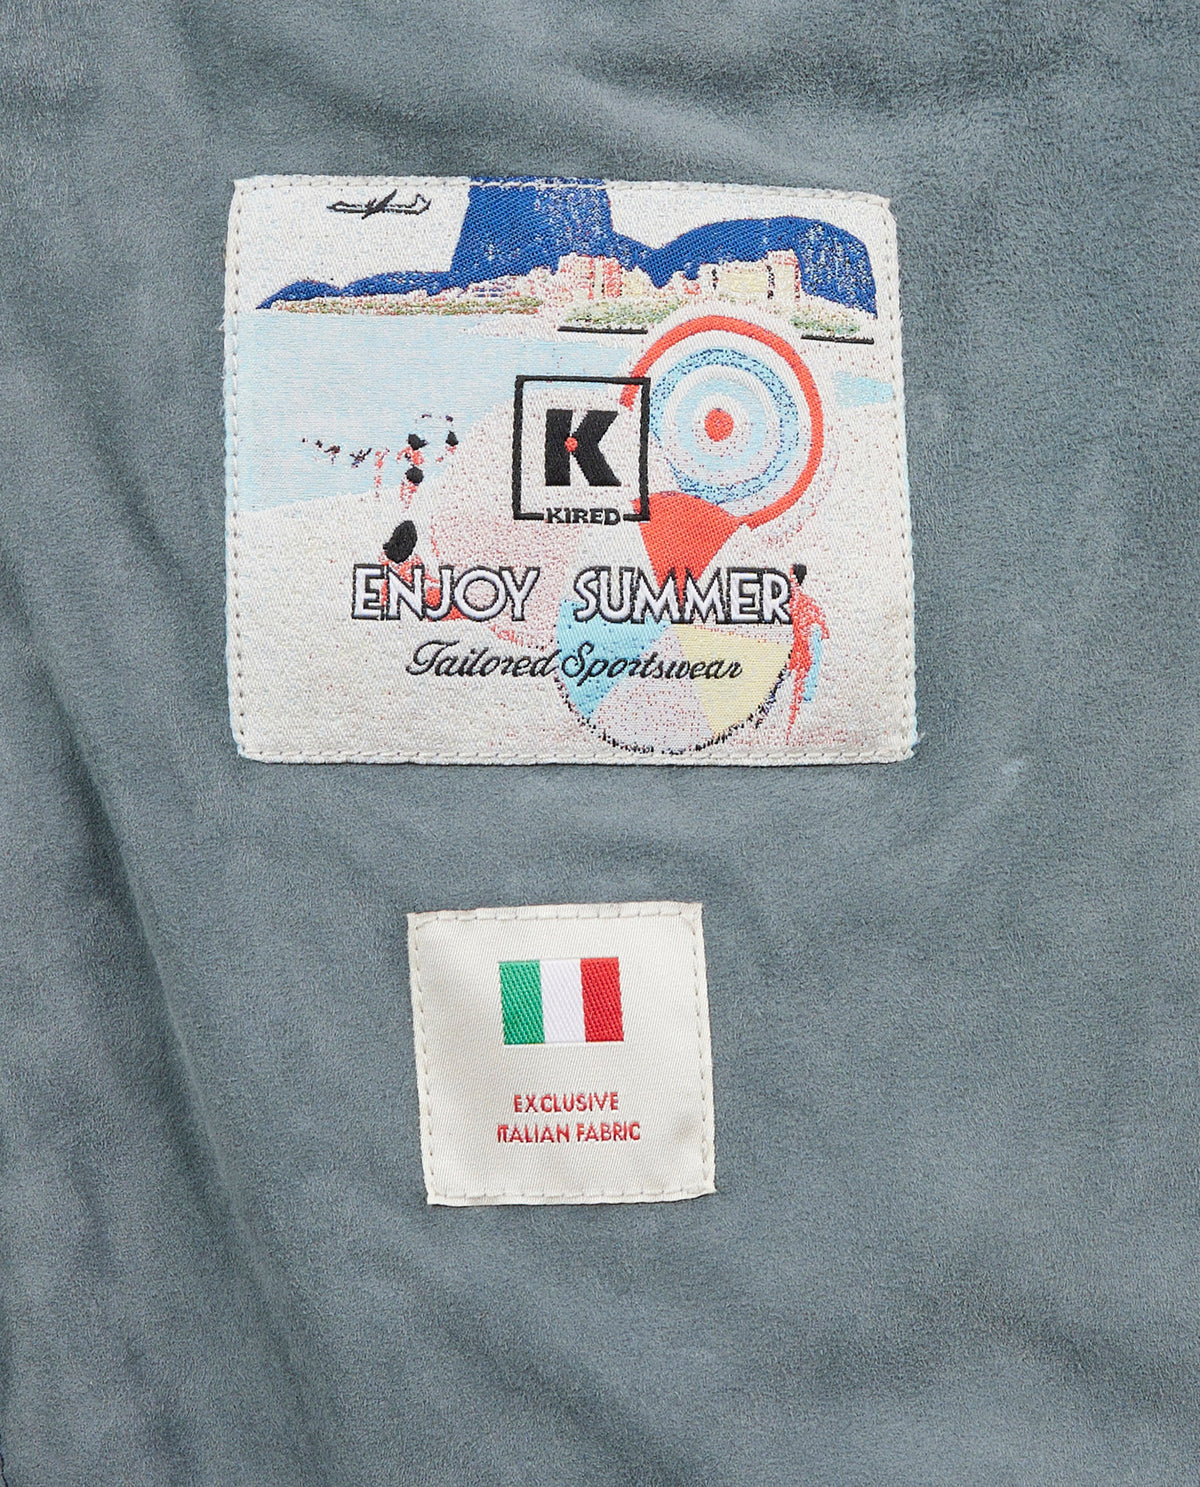 K
KIRED
ENJOY SUMMER
Tailored Sportswear
EXCLUSIVE
ITALIAN FABRIC